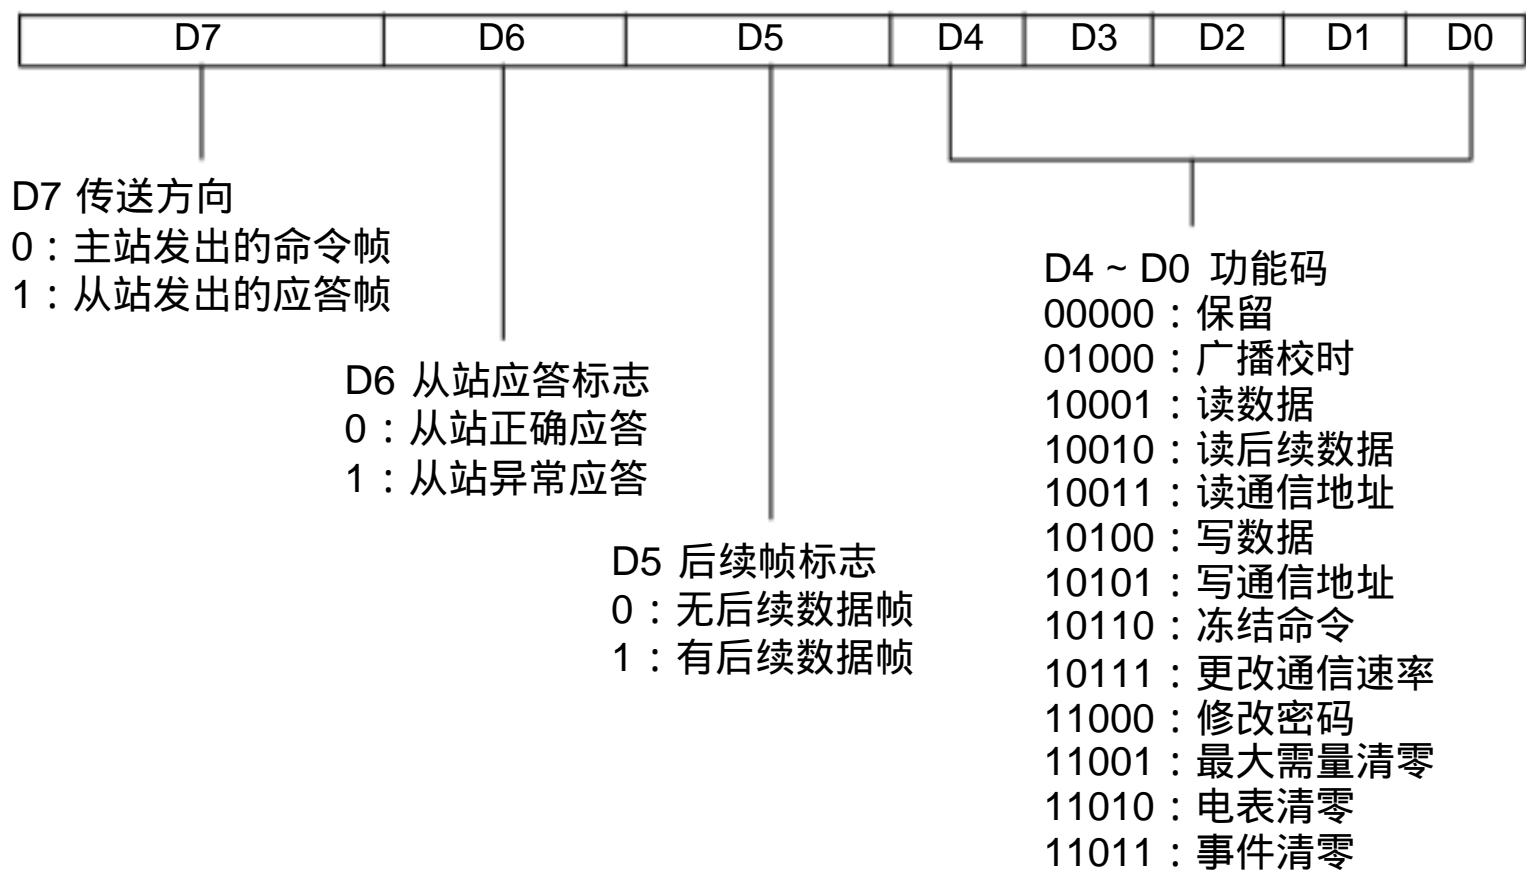 D7 D6 D5 D4 D3 D2 D1 D0
D7 传送方向
0：主站发出的命令帧
1：从站发出的应答帧
D6 从站应答标志
0：从站正确应答
1：从站异常应答
D5 后续帧标志
0：无后续数据帧
1：有后续数据帧
D4 ~ D0 功能码
00000：保留
01000：广播校时
10001：读数据
10010：读后续数据
10011：读通信地址
10100：写数据
10101：写通信地址
10110：冻结命令
10111：更改通信速率
11000：修改密码
11001：最大需量清零
11010：电表清零
11011：事件清零